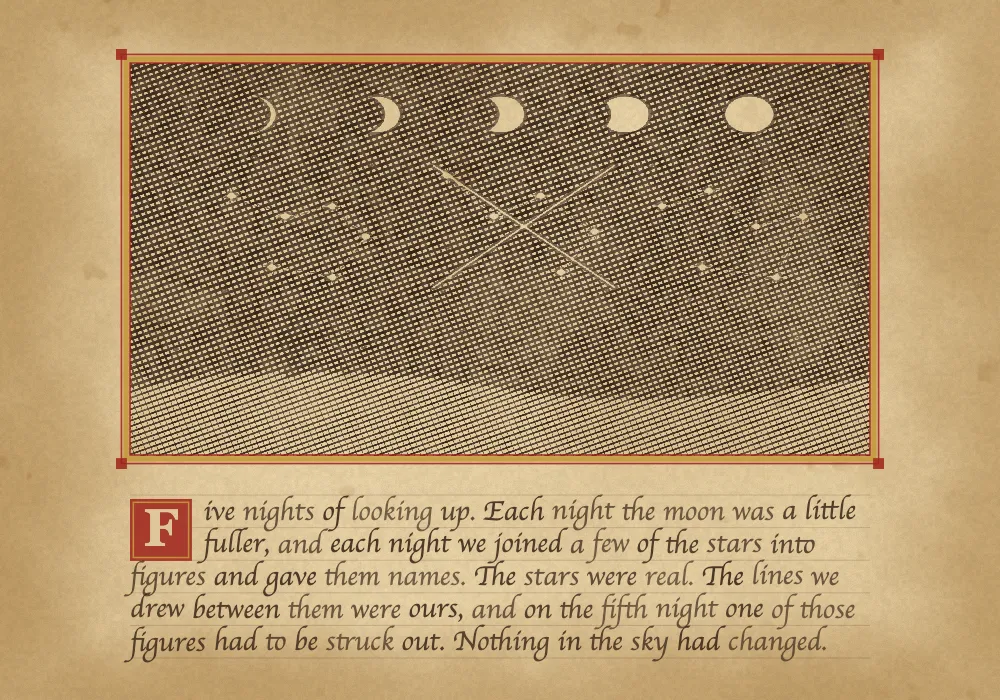 Five nights of looking up. Each night the moon was a little
fuller, and each night we joined a few of the stars into
figures and gave them names. The stars were real. The lines we
drew between them were ours, and on the fifth night one of those
figures had to be struck out. Nothing in the sky had changed.